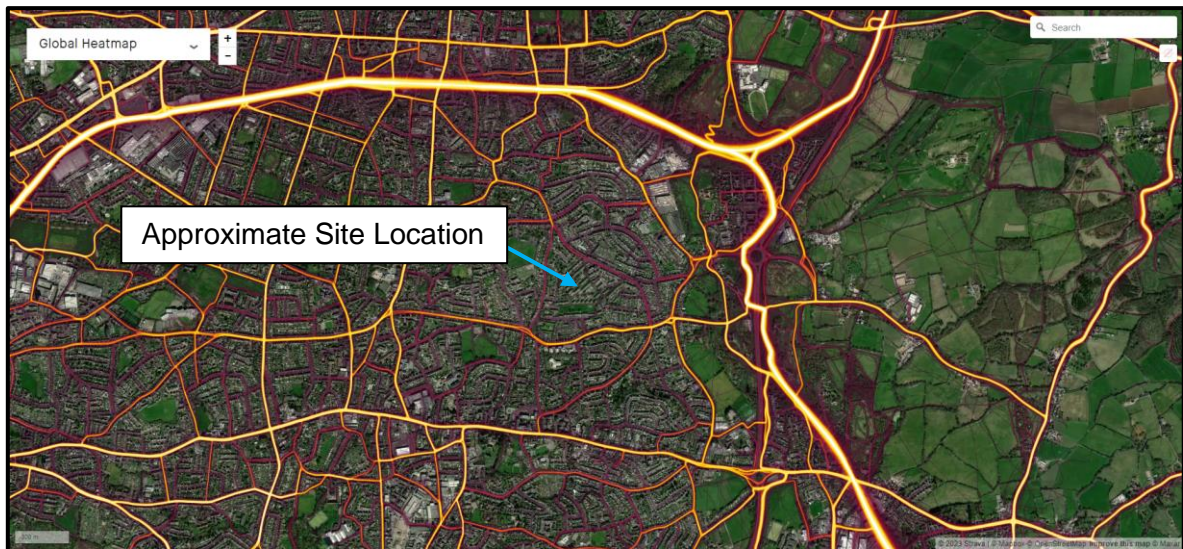 Global Heatmap
+
−
Search
Approximate Site Location
© 2023 Strava | © Mapbox © OpenStreetMap Improve this map © Maxar